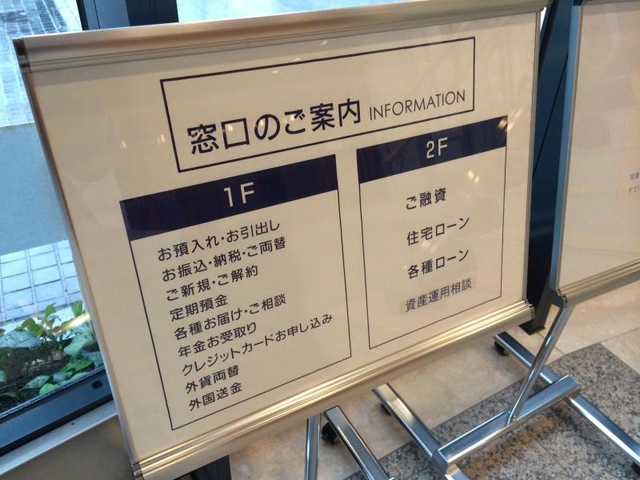 窓口のご案内 INFORMATION
1F
お預入れ・お引出し
お振込・納税・ご両替
ご新規・ご解約
定期預金
各種お届け・ご相談
年金お受取り
クレジットカードお申し込み
外貨両替
外国送金
2F
ご融資
住宅ローン
各種ローン
資産運用相談